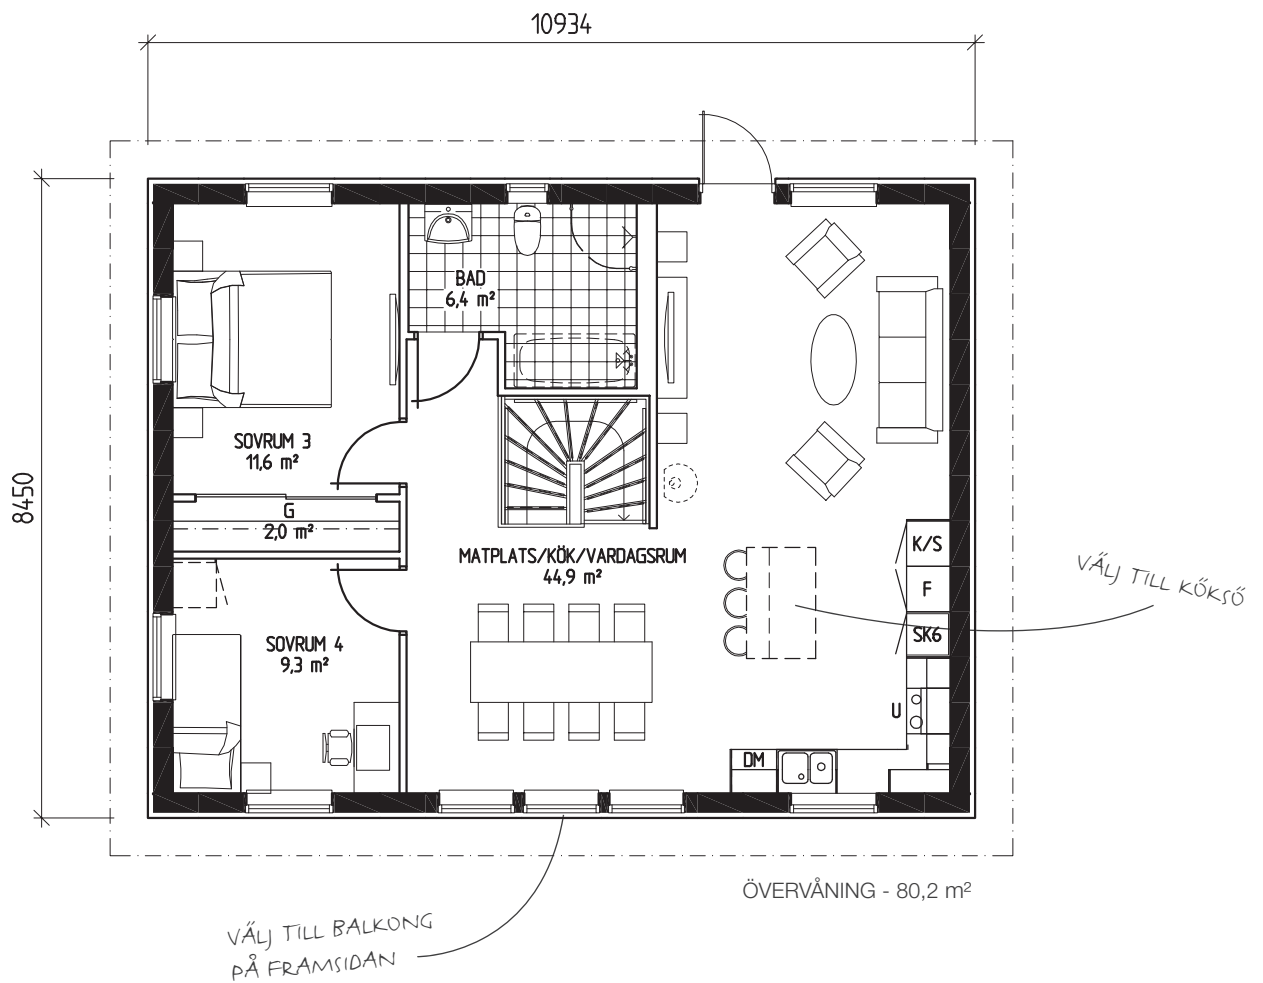 10934
8450
BAD
6,4 m²
SOVRUM 3
11,6 m²
G
2,0 m²
MATPLATS/KÖK/VARDAGSRUM
44,9 m²
K/S
F
SK6
VÄLJ TILL KÖKSÖ
SOVRUM 4
9,3 m²
U
DM
ÖVERVÅNING - 80,2 m²
VÄLJ TILL BALKONG
PÅ FRAMSIDAN